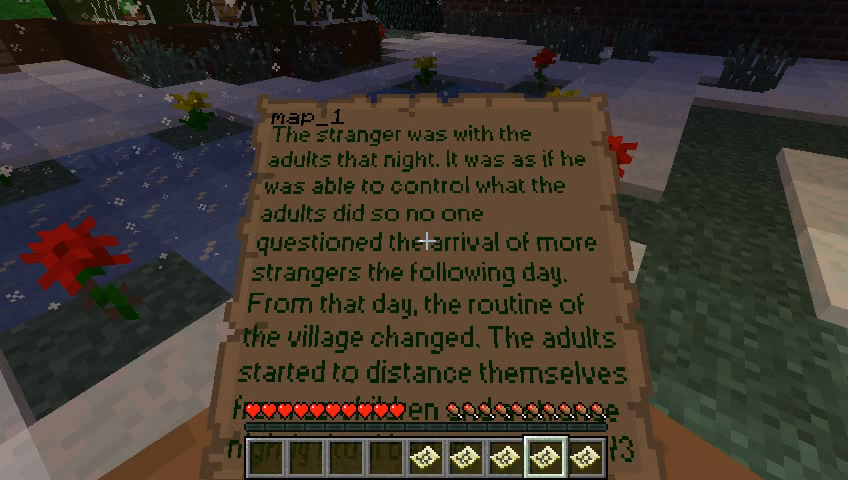 map_1
The stranger was with the
adults that night. It was as if he
was able to control what the
adults did so no one
questioned the arrival of more
strangers the following day.
From that day, the routine of
the village changed. The adults
started to distance themselves